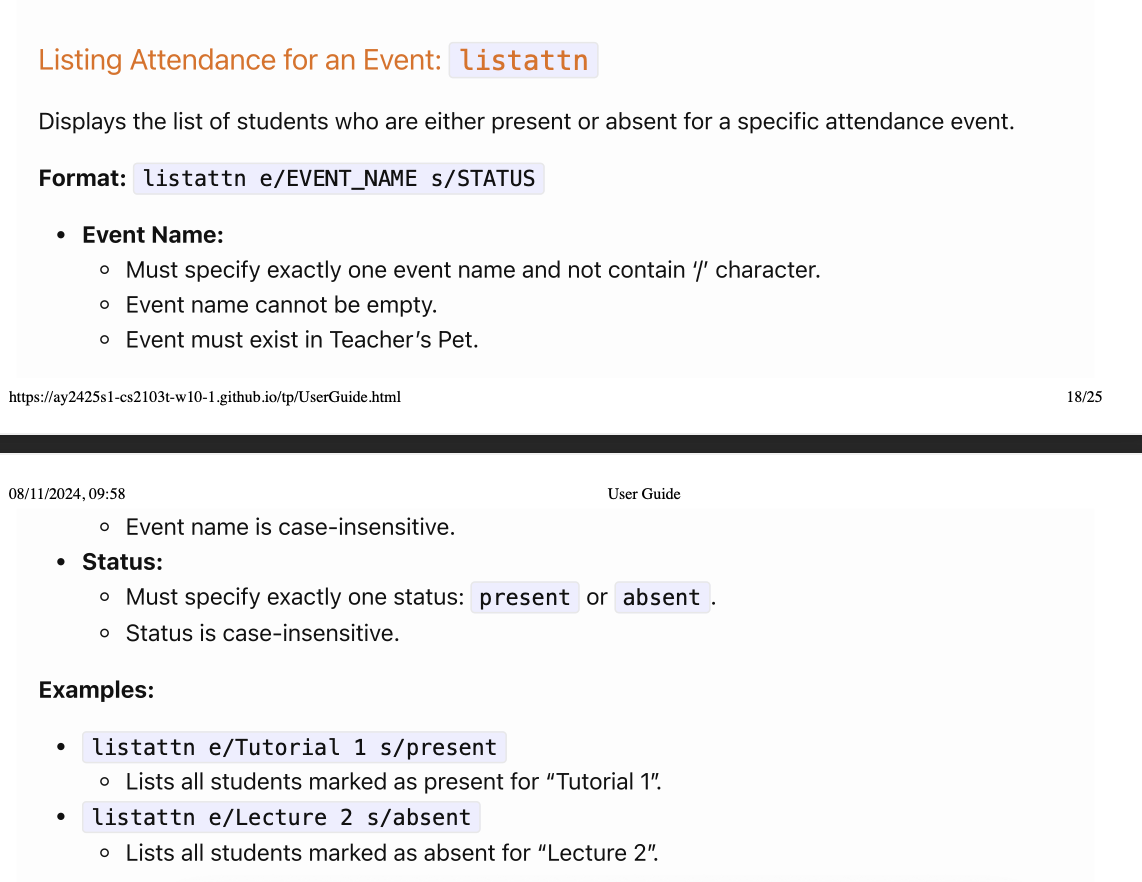 Listing Attendance for an Event: listattn
Displays the list of students who are either present or absent for a specific attendance event.
Format: listattn e/EVENT_NAME s/STATUS
• Event Name:
◦ Must specify exactly one event name and not contain ‘/’ character.
◦ Event name cannot be empty.
◦ Event must exist in Teacher’s Pet.
https://ay2425s1-cs2103t-w10-1.github.io/tp/UserGuide.html 18/25
08/11/2024, 09:58 User Guide
◦ Event name is case-insensitive.
• Status:
◦ Must specify exactly one status: present or absent.
◦ Status is case-insensitive.
Examples:
• listattn e/Tutorial 1 s/present
◦ Lists all students marked as present for “Tutorial 1”.
• listattn e/Lecture 2 s/absent
◦ Lists all students marked as absent for “Lecture 2”.